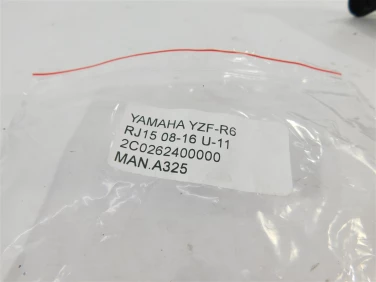 YAMAHA YZF-R6
RJ15 08-16 U-11
2C0262400000
MAN.A325